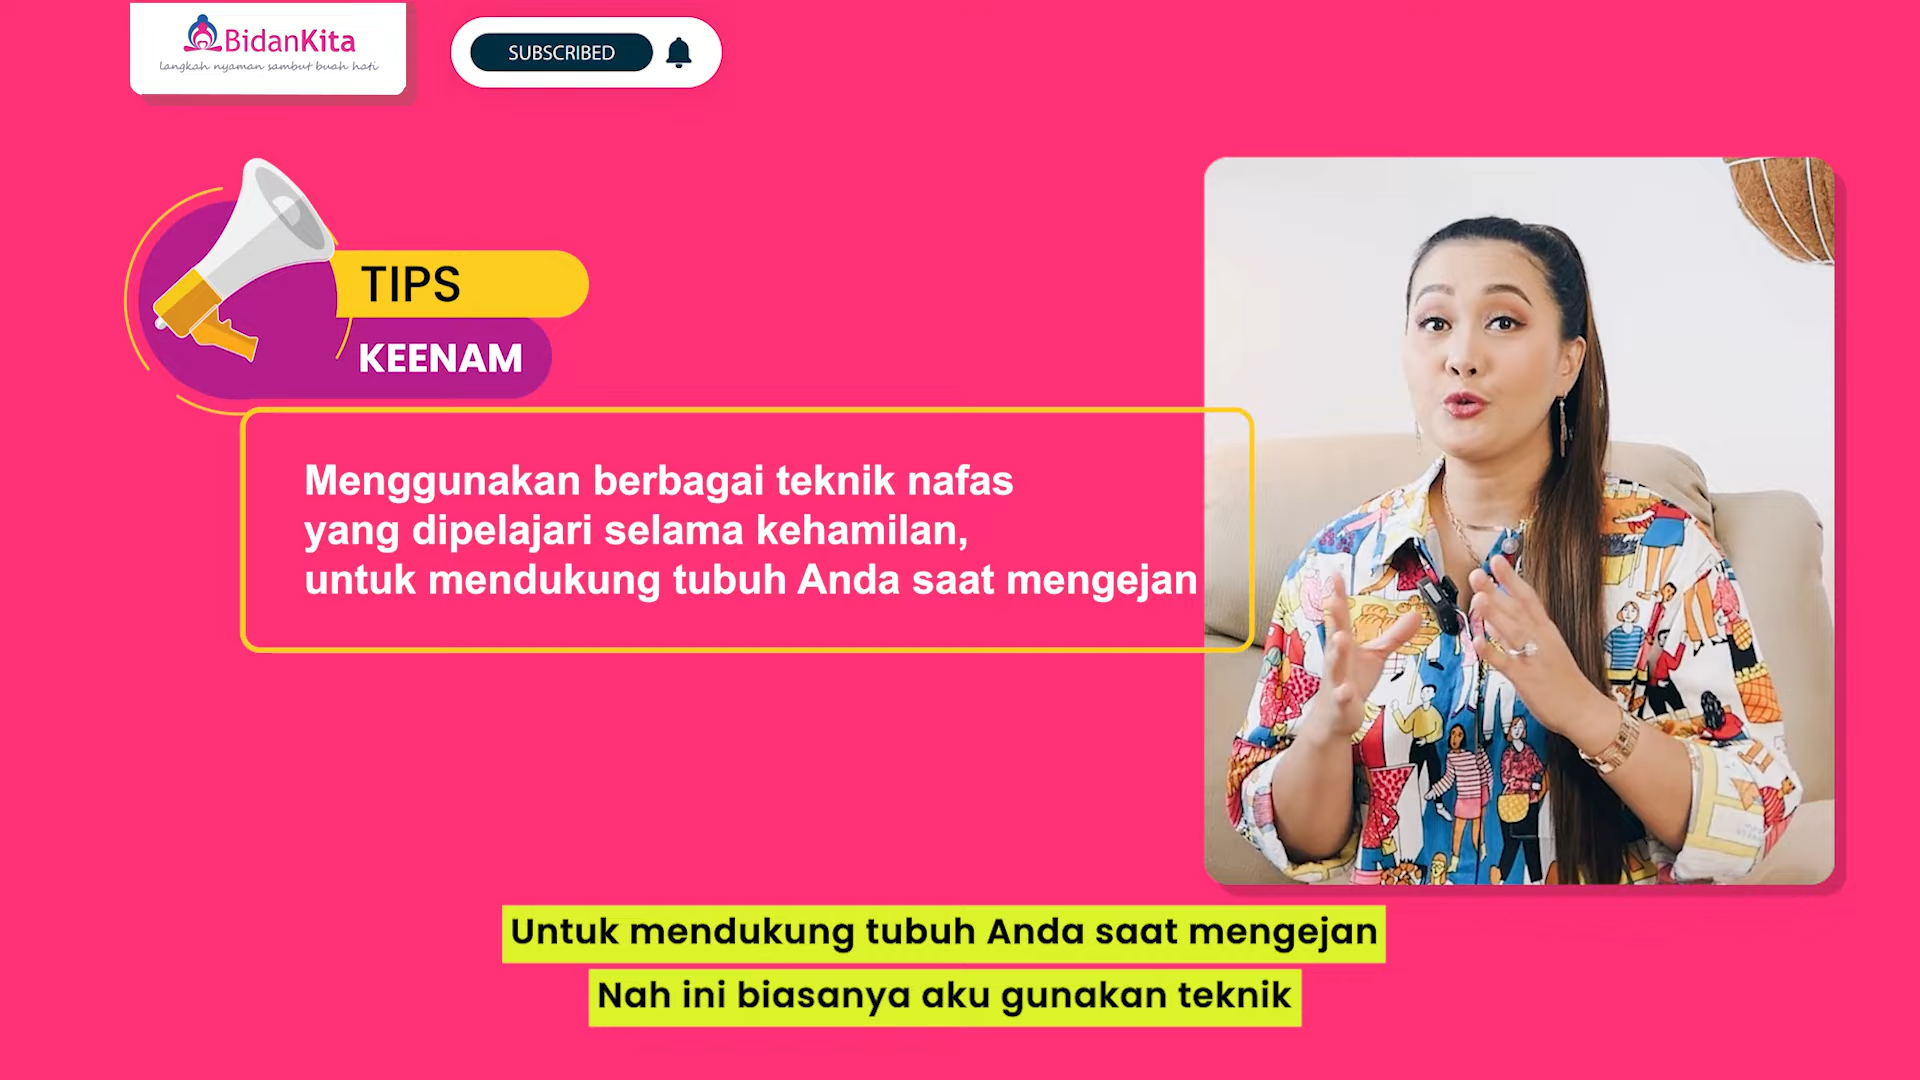 BidanKita
langkah nyaman sambut buah hati
SUBSCRIBED
TIPS
KEENAM
Menggunakan berbagai teknik nafas
yang dipelajari selama kehamilan,
untuk mendukung tubuh Anda saat mengejan
Untuk mendukung tubuh Anda saat mengejan
Nah ini biasanya aku gunakan teknik